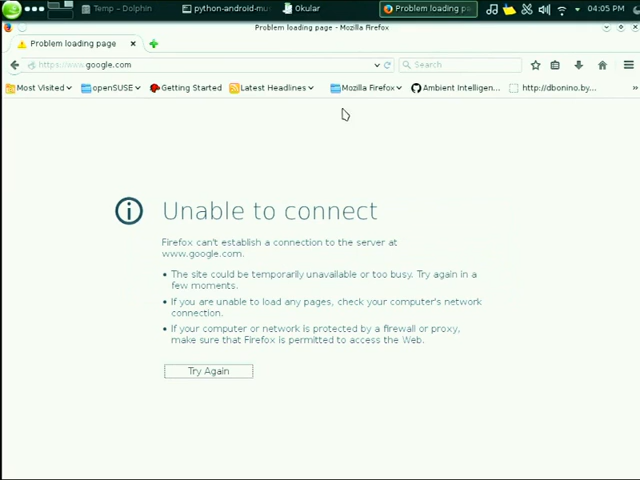 Temp – Dolphin
python-android-mu
Okular
Problem loading pa
04:05 PM
Problem loading page - Mozilla Firefox
Problem loading page
https://www.google.com
Search
Most Visited
openSUSE
Getting Started
Latest Headlines
Mozilla Firefox
Ambient Intelligen...
http://dbonino.by...
»
Unable to connect
Firefox can't establish a connection to the server at
www.google.com.
• The site could be temporarily unavailable or too busy. Try again in a
few moments.
• If you are unable to load any pages, check your computer's network
connection.
• If your computer or network is protected by a firewall or proxy,
make sure that Firefox is permitted to access the Web.
Try Again